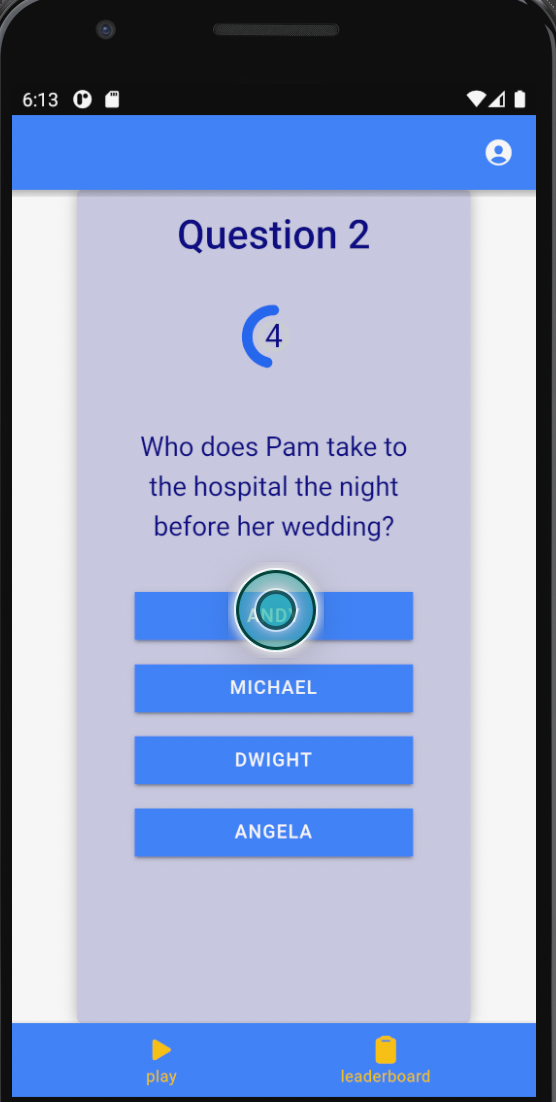 6:13
Question 2
4
Who does Pam take to
the hospital the night
before her wedding?
ANDY
MICHAEL
DWIGHT
ANGELA
play
leaderboard